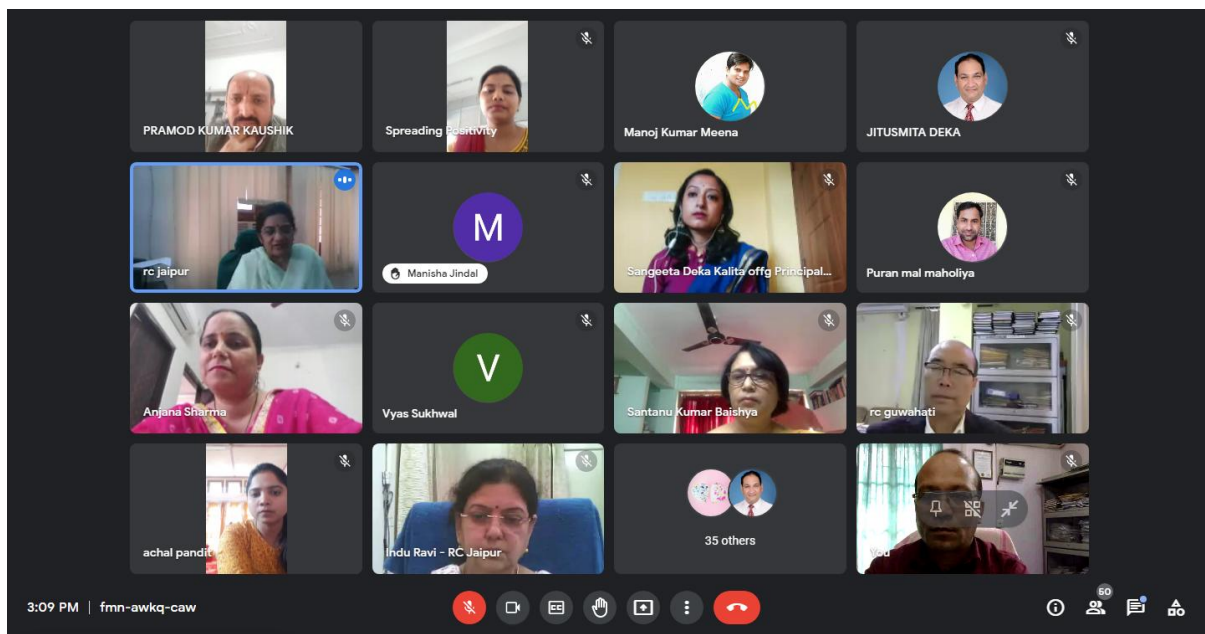 PRAMOD KUMAR KAUSHIK
Spreading Positivity
Manoj Kumar Meena
JITUSMITA DEKA
rc jaipur
M
Manisha Jindal
Sangeeta Deka Kalita offg Principal...
Puran mal maholiya
Anjana Sharma
V
Vyas Sukhwal
Santanu Kumar Baishya
rc guwahati
achal pandit
Indu Ravi - RC Jaipur
35 others
You
3:09 PM | fmn-awkq-caw
CC
50